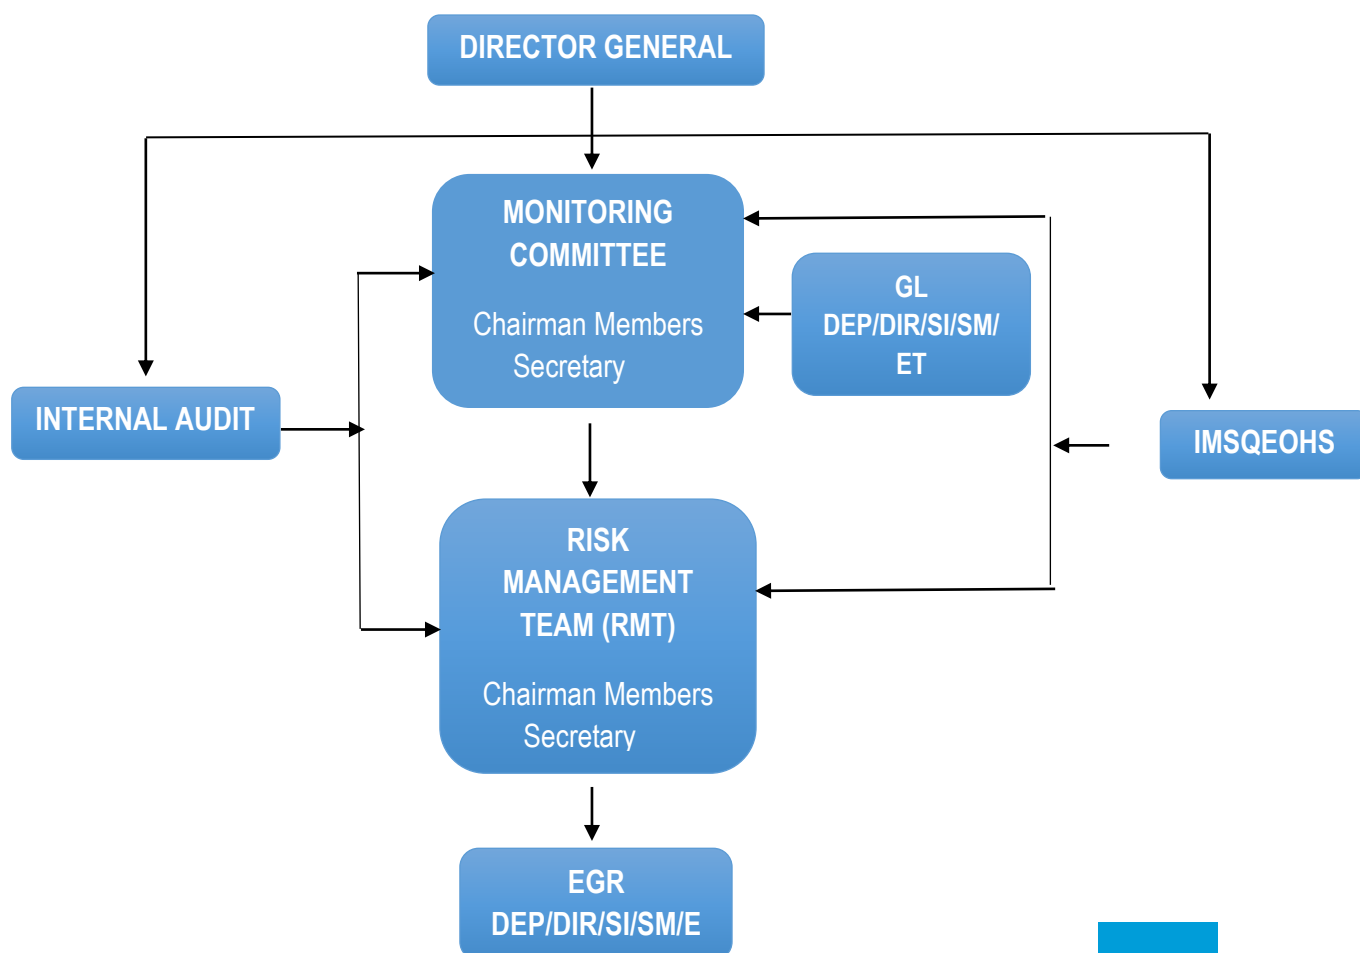 DIRECTOR GENERAL
MONITORING
COMMITTEE
Chairman Members
Secretary
GL
DEP/DIR/SI/SM/
ET
INTERNAL AUDIT
IMSQEOHS
RISK
MANAGEMENT
TEAM (RMT)
Chairman Members
Secretary
EGR
DEP/DIR/SI/SM/E